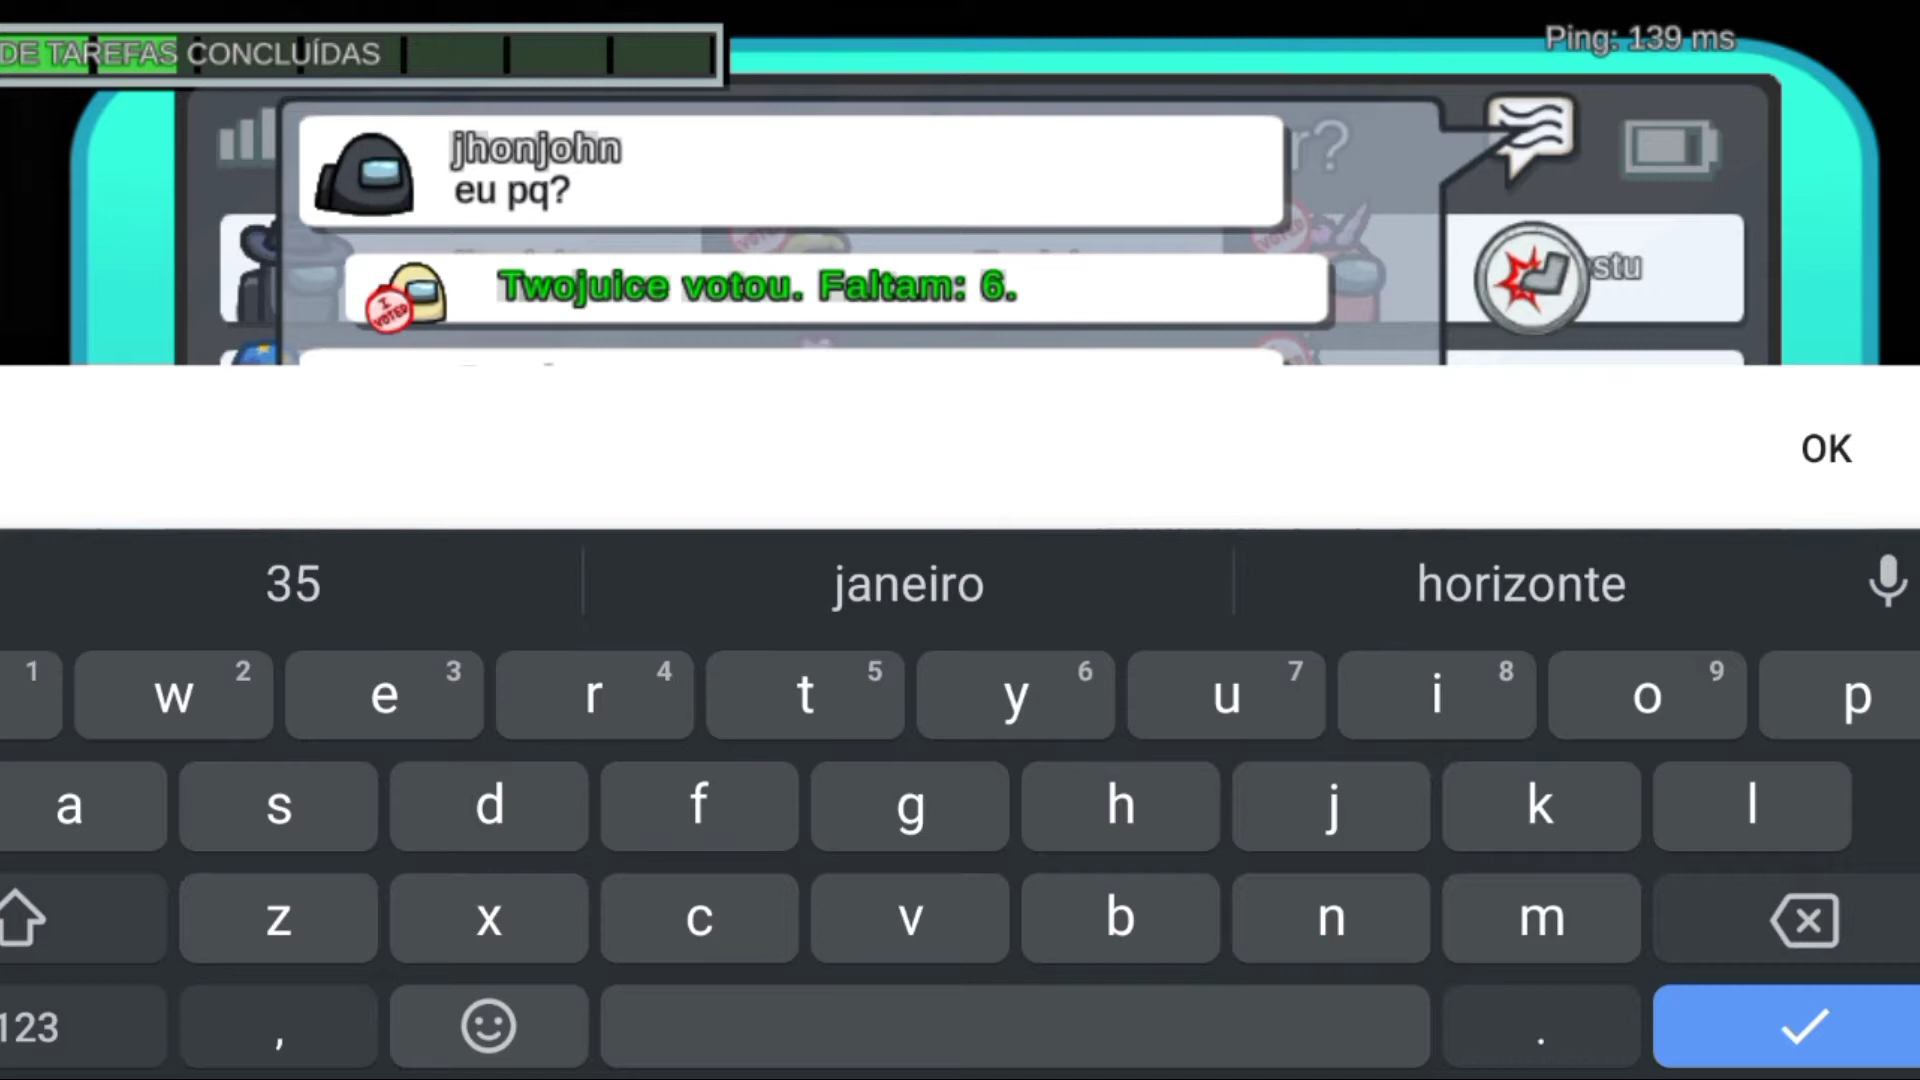 DE TAREFAS CONCLUÍDAS
Ping: 139 ms
r?
jhonjohn
eu pq?
I VOTED
Twojuice votou. Faltam: 6.
stu
OK
35 janeiro horizonte
1 w 2 e 3 r 4 t 5 y 6 u 7 i 8 o 9 p
a s d f g h j k l
z x c v b n m
123 , .